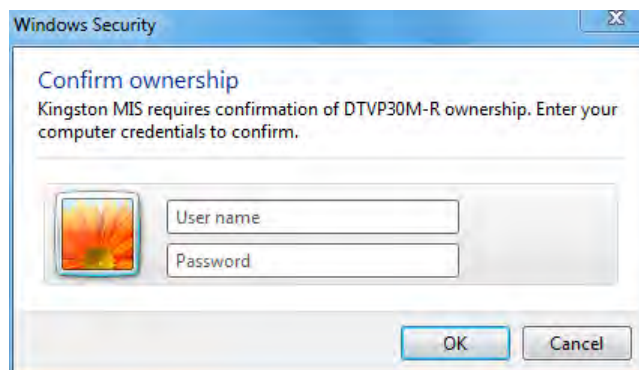 Windows Security
Confirm ownership
Kingston MIS requires confirmation of DTVP30M-R ownership. Enter your
computer credentials to confirm.
User name
Password
OK
Cancel